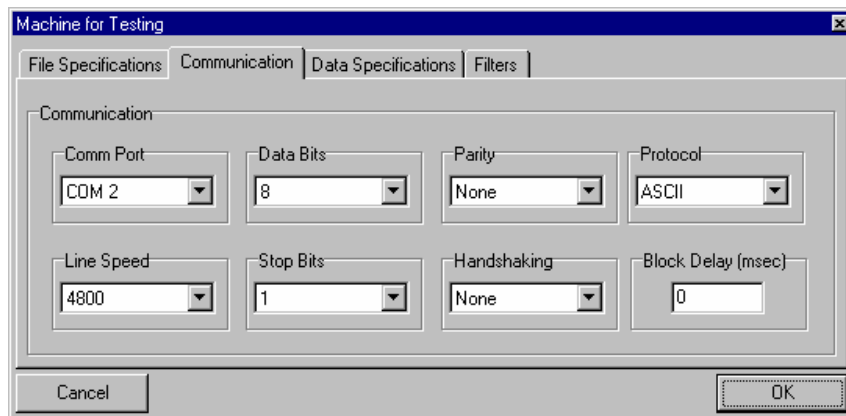 Machine for Testing
File Specifications Communication Data Specifications Filters
Communication
Comm Port Data Bits Parity Protocol
COM 2 8 None ASCII
Line Speed Stop Bits Handshaking Block Delay (msec)
4800 1 None 0
Cancel OK